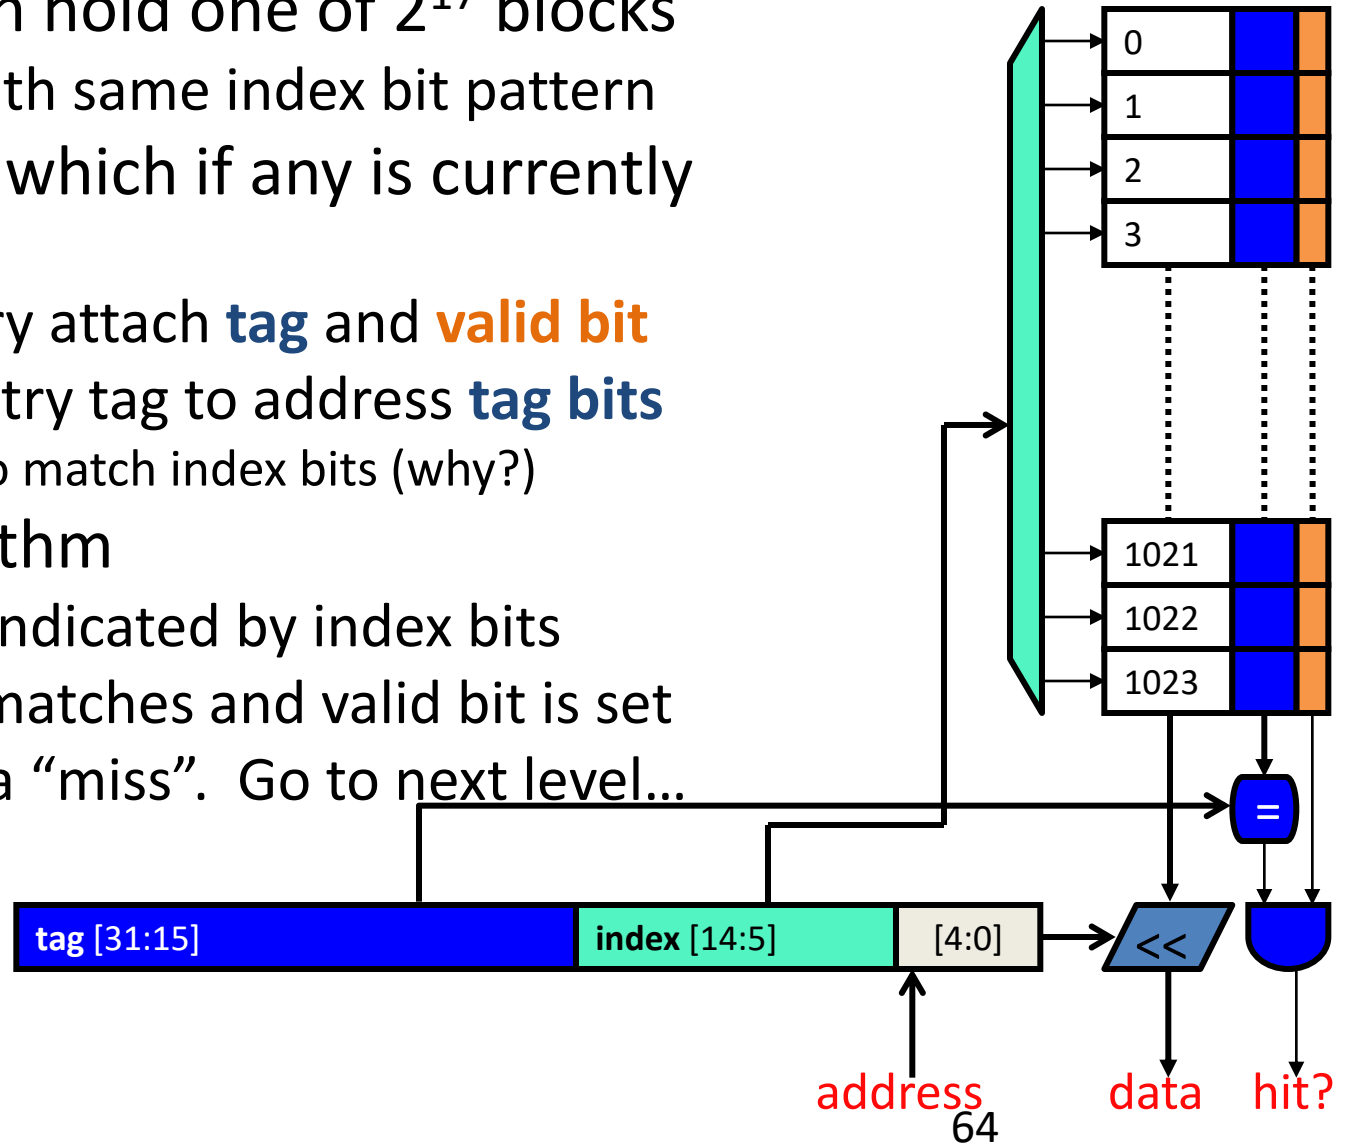 n hold one of 2¹⁷ blocks
th same index bit pattern
which if any is currently
ry attach tag and valid bit
try tag to address tag bits
o match index bits (why?)
thm
ndicated by index bits
matches and valid bit is set
a “miss”.  Go to next level…
0
1
2
3
1021
1022
1023
=
tag [31:15]
index [14:5]
[4:0]
<<
address
data
hit?
64